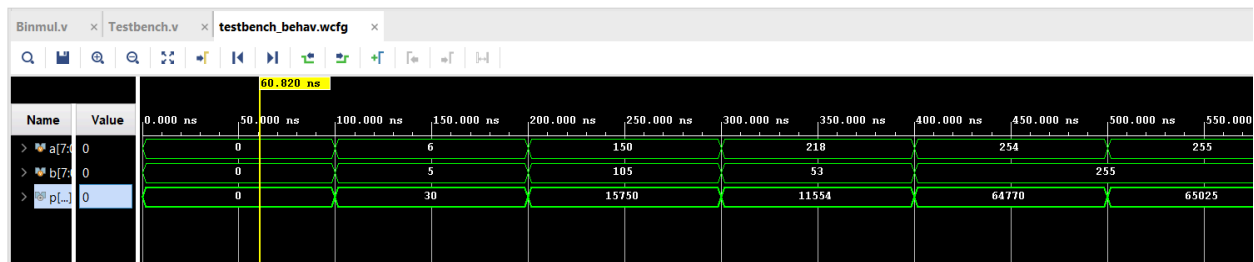 Binmul.v × Testbench.v × testbench_behav.wcfg ×
60.820 ns
Name Value 0.000 ns 50.000 ns 100.000 ns 150.000 ns 200.000 ns 250.000 ns 300.000 ns 350.000 ns 400.000 ns 450.000 ns 500.000 ns 550.000
> a[7:0 0 0 6 150 218 254 255
> b[7:0 0 0 5 105 53 255
> p[...] 0 0 30 15750 11554 64770 65025